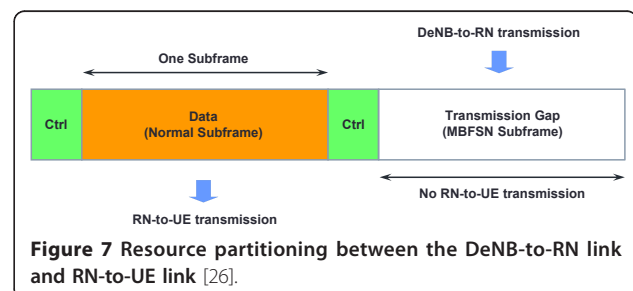 DeNB-to-RN transmission
One Subframe
Ctrl
Data
(Normal Subframe)
Ctrl
Transmission Gap
(MBFSN Subframe)
No RN-to-UE transmission
RN-to-UE transmission
Figure 7 Resource partitioning between the DeNB-to-RN link
and RN-to-UE link [26].